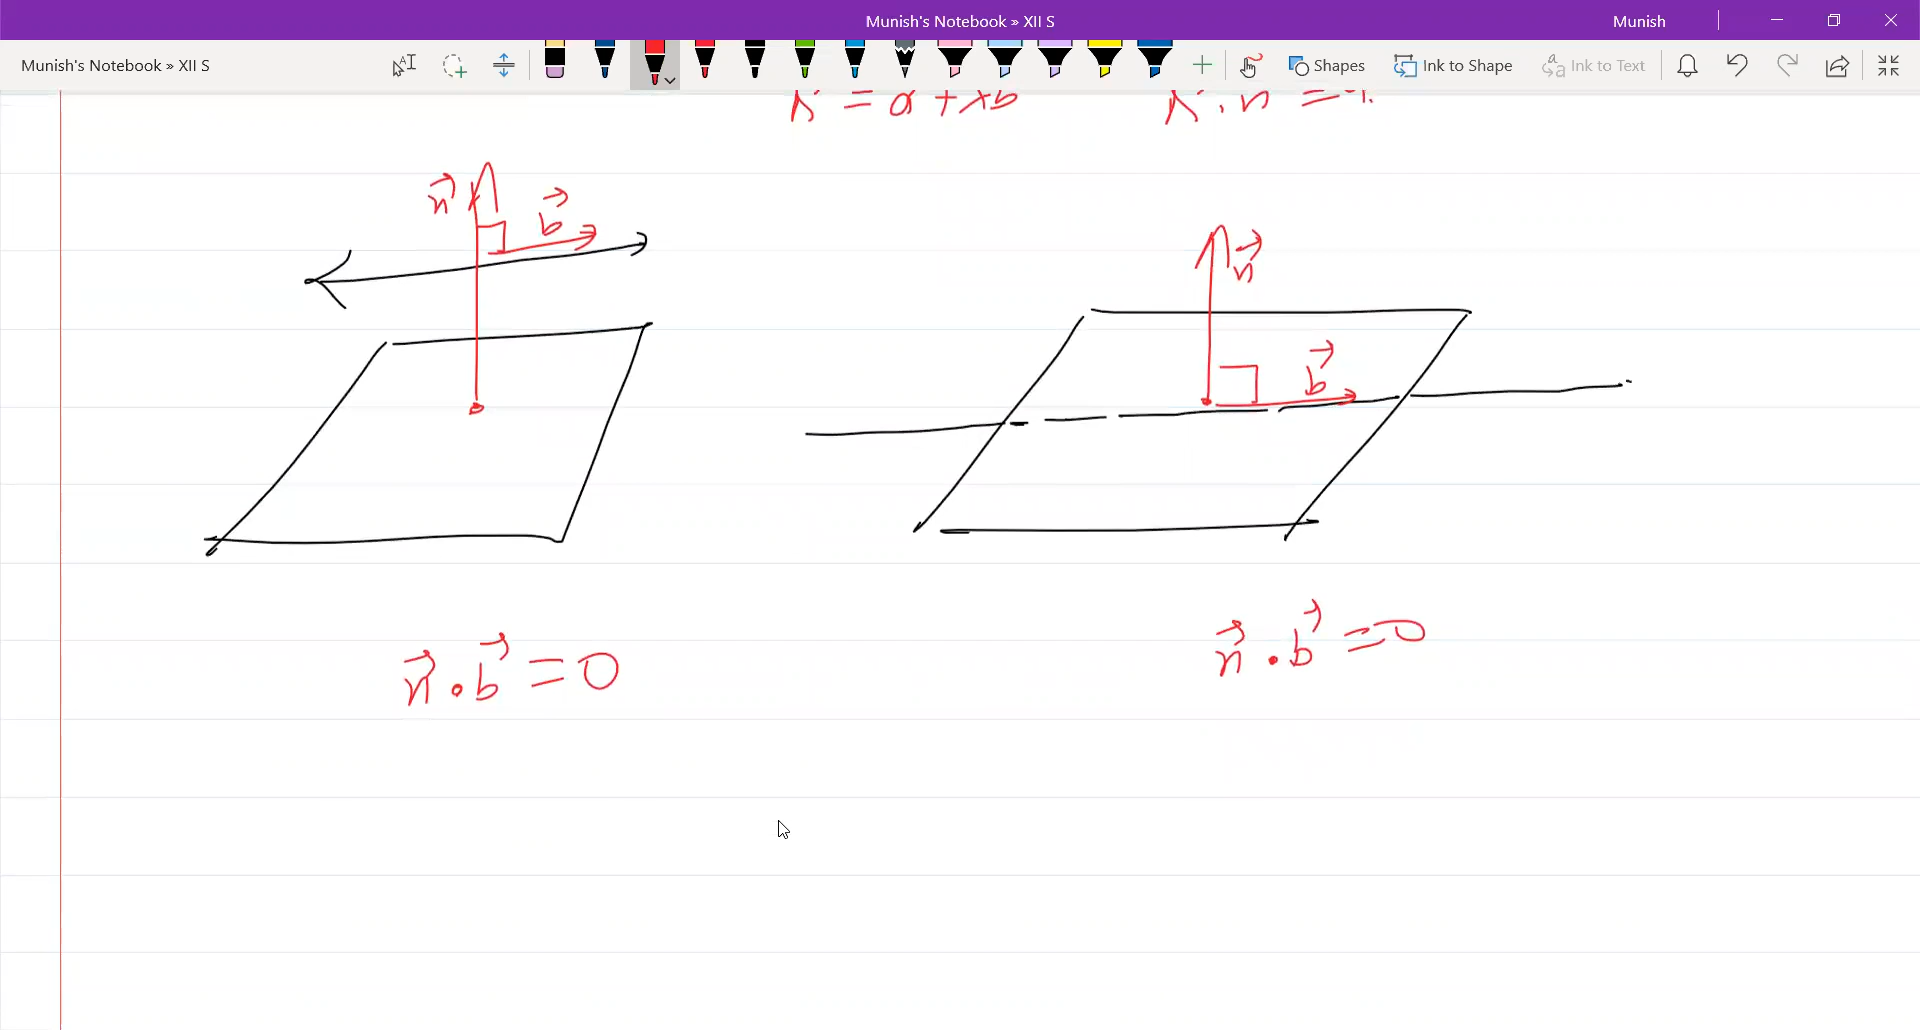 Munish's Notebook » XII S
Munish
Munish's Notebook » XII S
Shapes
Ink to Shape
Ink to Text
n⃗
b⃗
n⃗
b⃗
n⃗ · b⃗ = 0
n⃗ · b⃗ = 0